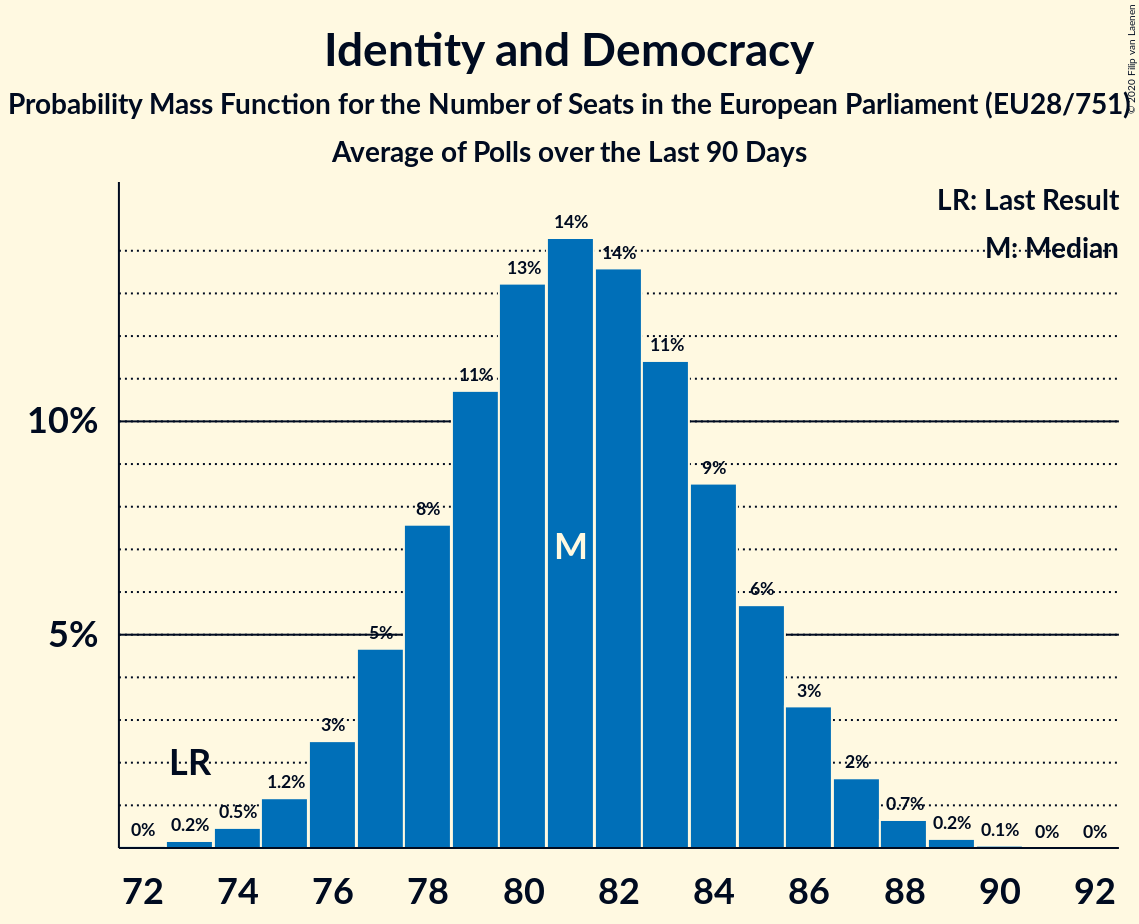 Identity and Democracy
Probability Mass Function for the Number of Seats in the European Parliament (EU28/751)
Average of Polls over the Last 90 Days
© 2020 Filip van Laenen
LR: Last Result
M: Median
10%
5%
0%
0.2%
0.5%
1.2%
3%
5%
8%
11%
13%
14%
14%
11%
9%
6%
3%
2%
0.7%
0.2%
0.1%
0%
0%
LR
M
72 74 76 78 80 82 84 86 88 90 92